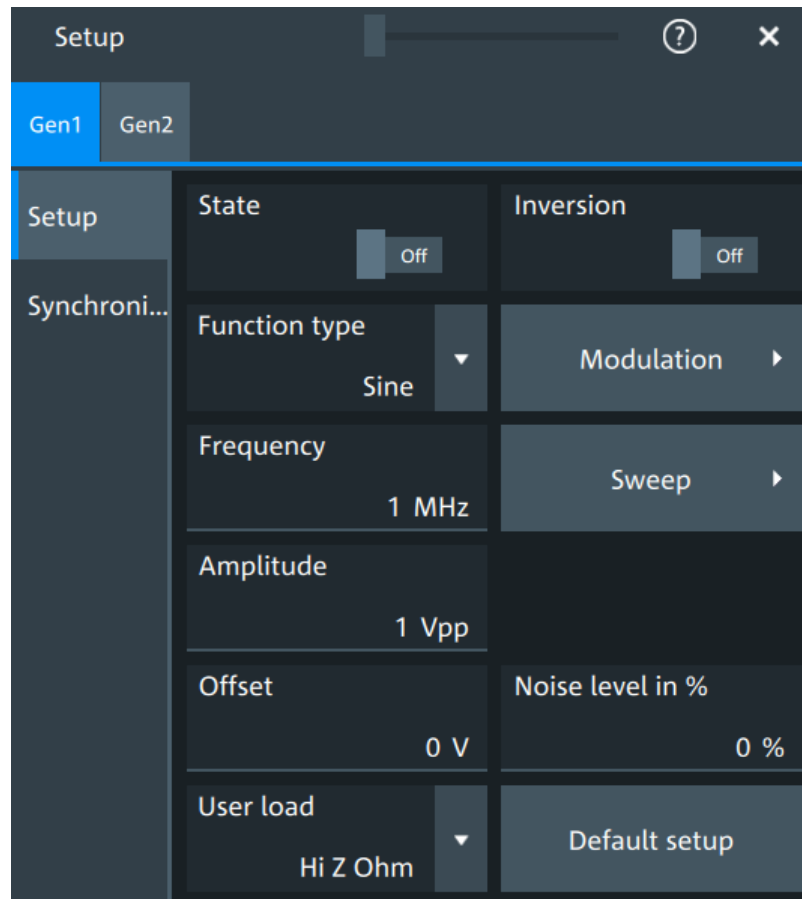 Setup
?
Gen1 Gen2
Setup
Synchroni...
State
Off
Inversion
Off
Function type
Sine
Modulation
Frequency
1 MHz
Sweep
Amplitude
1 Vpp
Offset
0 V
Noise level in %
0 %
User load
Hi Z Ohm
Default setup